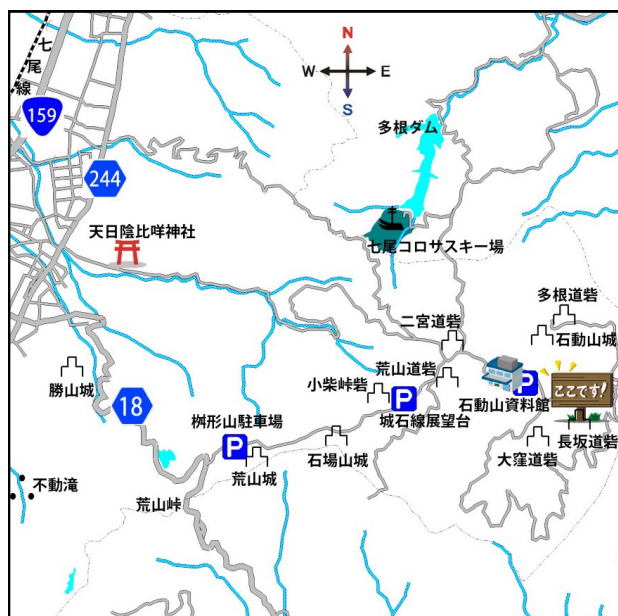 七尾線
159
N
W
E
S
多根ダム
244
天日陰比咩神社
七尾コロサスキー場
多根道砦
二宮道砦
石動山城
荒山道砦
小柴峠砦
勝山城
18
P
P
石動山資料館
ここです!
城石線展望台
桝形山駐車場
P
長坂道砦
大窪道砦
石場山城
荒山城
不動滝
荒山峠